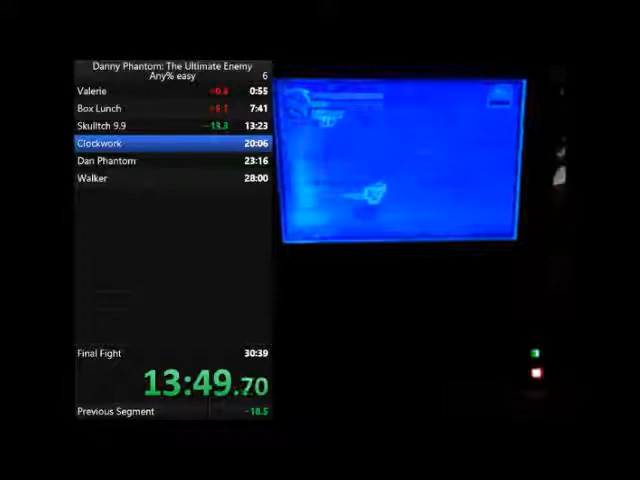 Danny Phantom: The Ultimate Enemy
Any% easy 6
Valerie 0:55
Box Lunch 7:41
Skulltch 9.9 −13.3 13:23
Clockwork 20:06
Dan Phantom 23:16
Walker 28:00
Final Fight 30:39
13:49.70
Previous Segment −18.5